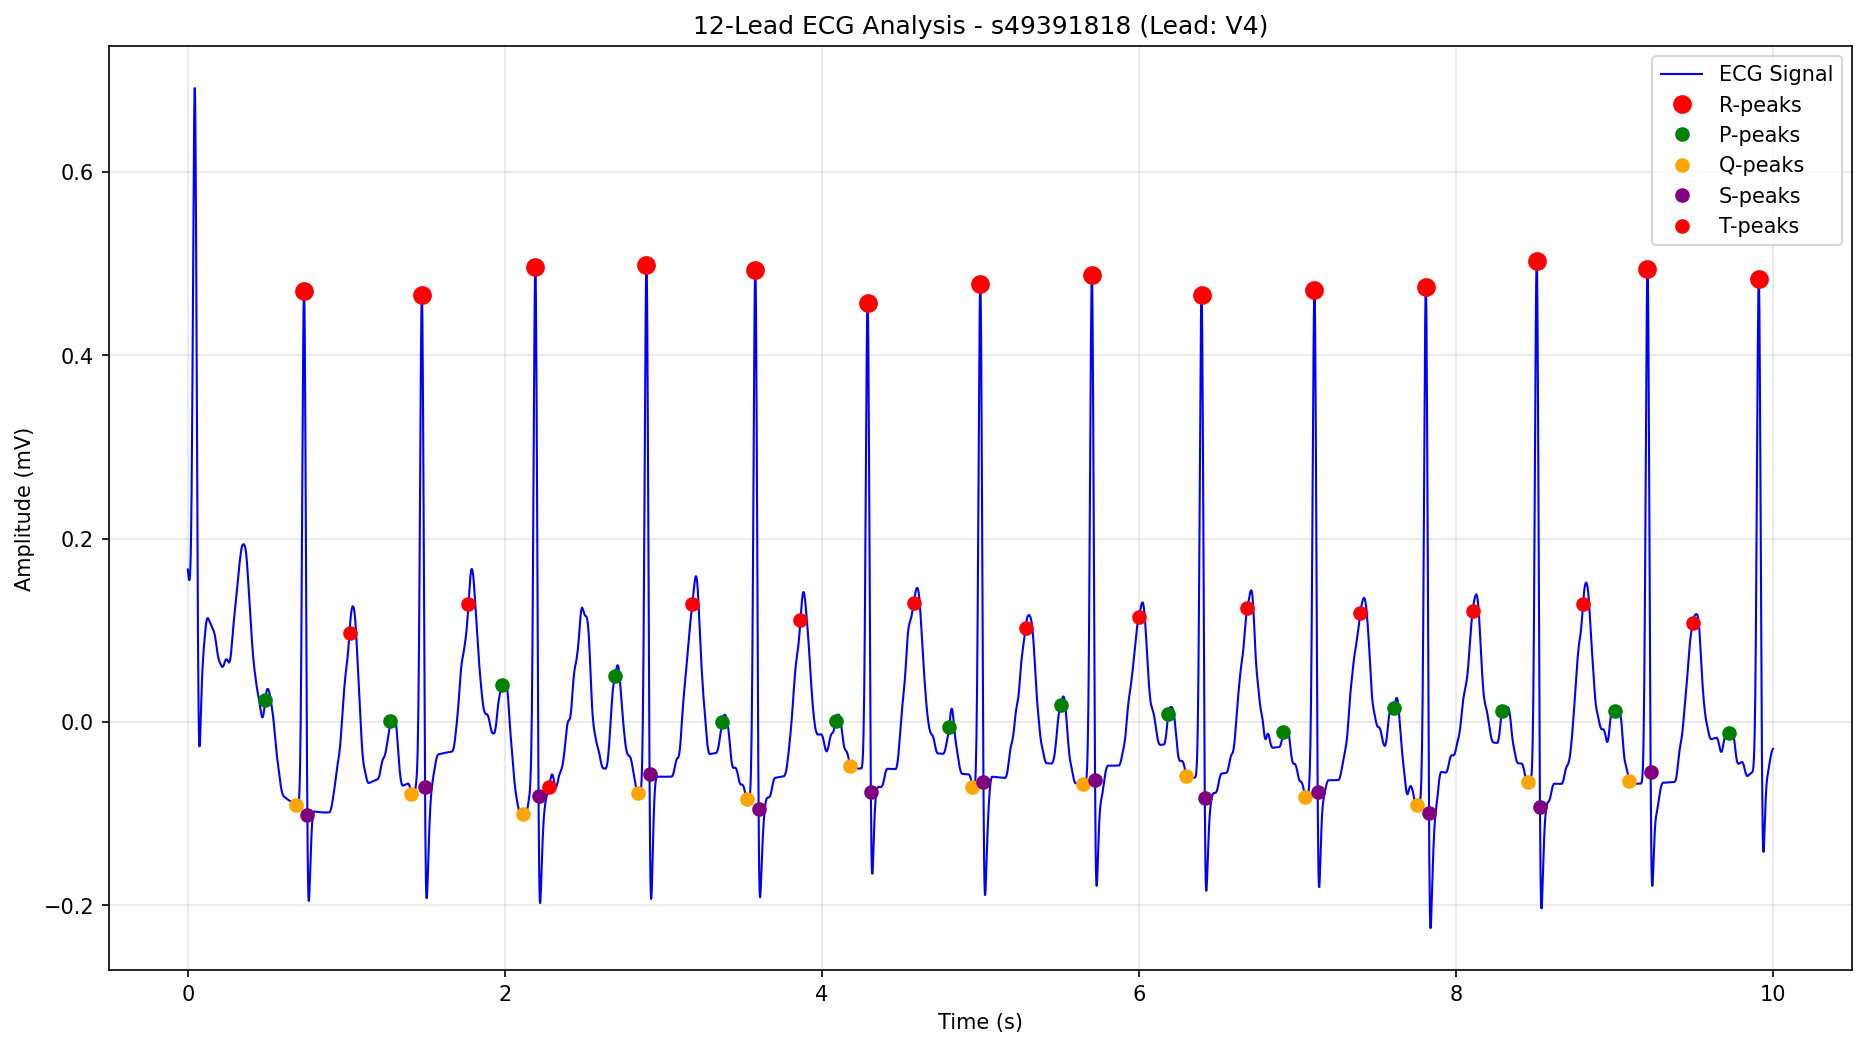 12-Lead ECG Analysis - s49391818 (Lead: V4)
ECG Signal
R-peaks
P-peaks
Q-peaks
S-peaks
T-peaks
Amplitude (mV)
0.6
0.4
0.2
0.0
−0.2
0 2 4 6 8 10
Time (s)